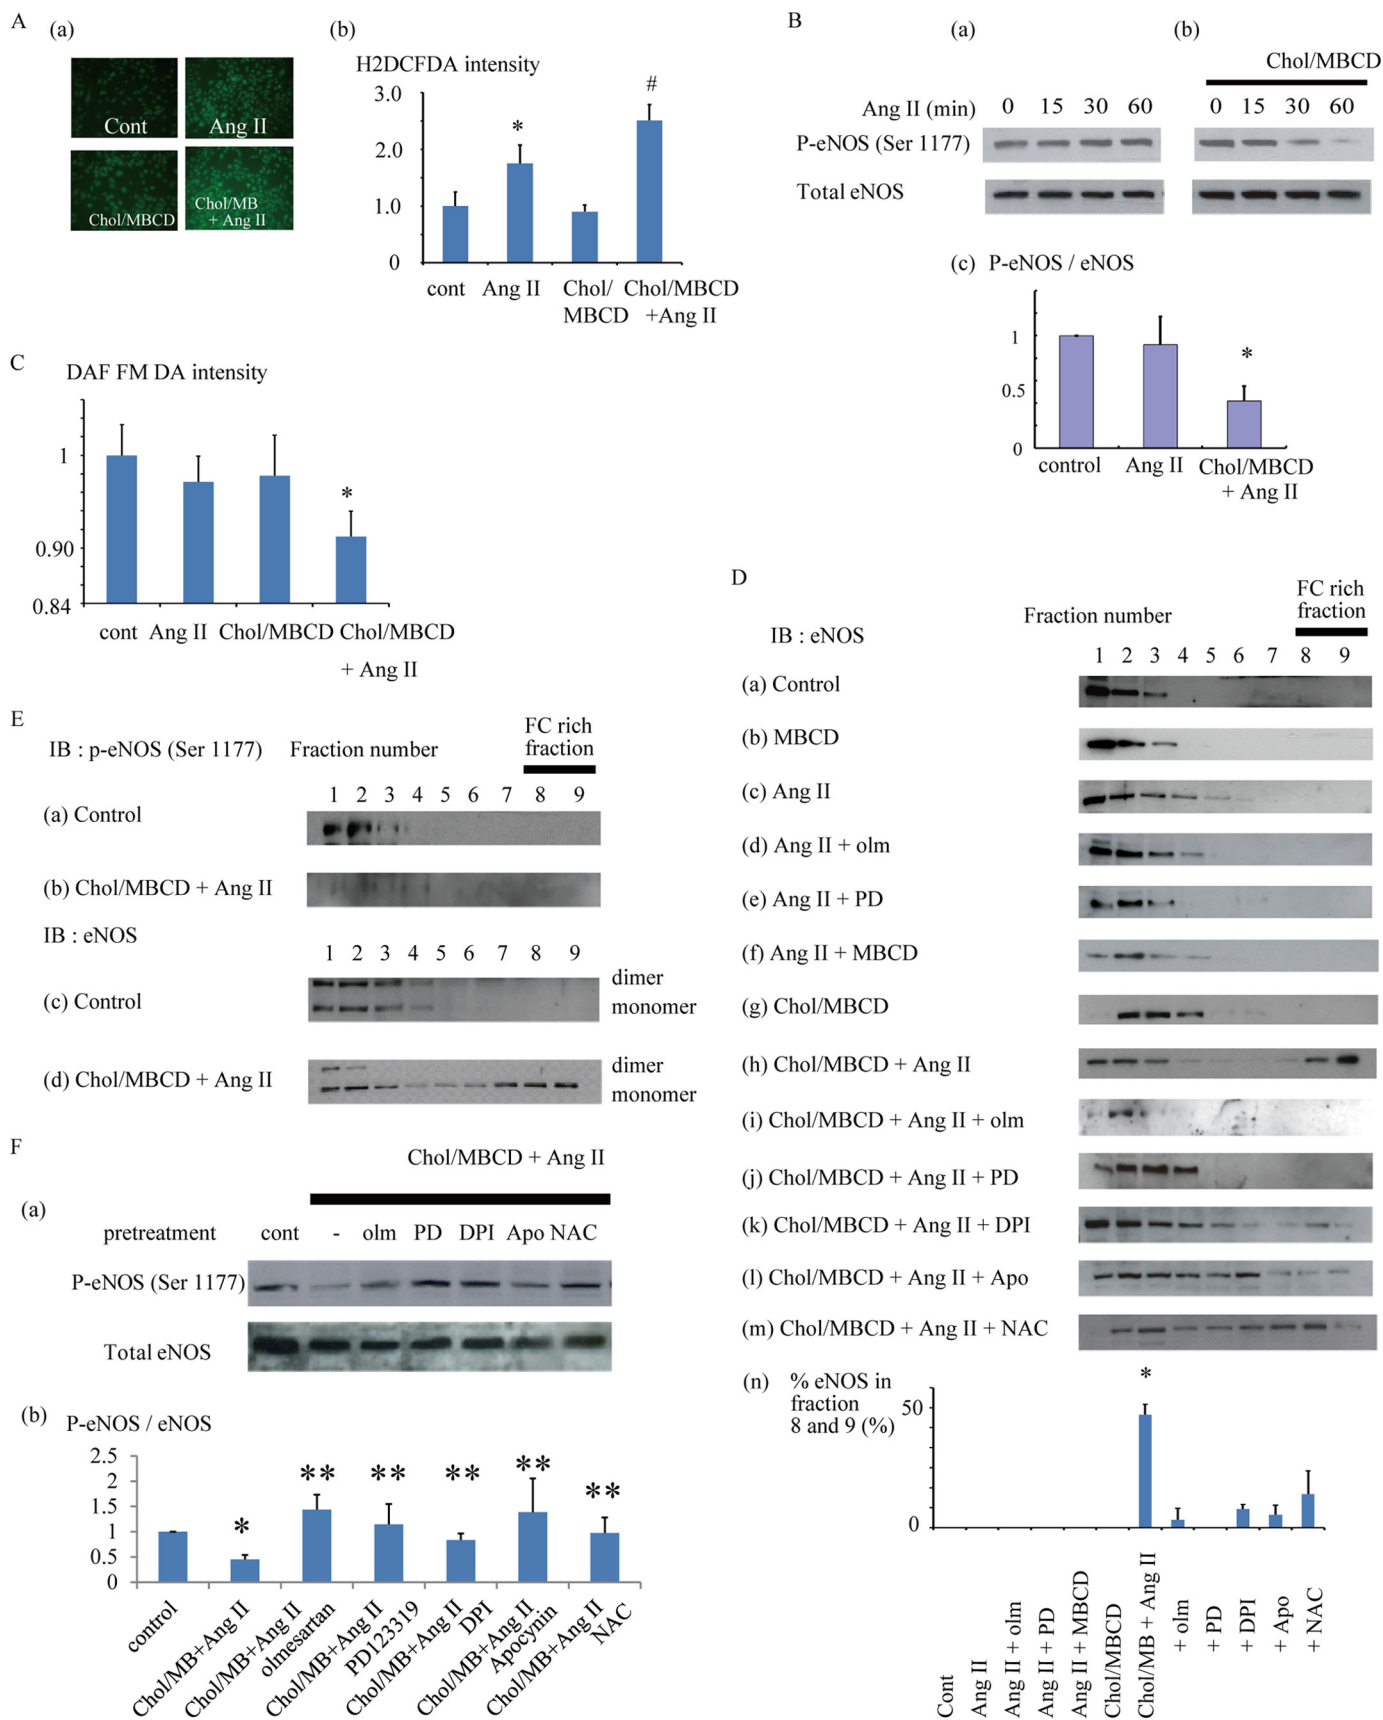 A
(a)
(b)
Cont
Ang II
Chol/MBCD
Chol/MB
+ Ang II
H2DCFDA intensity
3.0
2.0
1.0
0
*
#
cont Ang II Chol/ Chol/MBCD
MBCD +Ang II
B
(a)
(b)
Chol/MBCD
Ang II (min) 0 15 30 60 0 15 30 60
P-eNOS (Ser 1177)
Total eNOS
(c) P-eNOS / eNOS
1
0.5
0
*
control Ang II Chol/MBCD
+ Ang II
C
DAF FM DA intensity
1
0.90
0.84
*
cont Ang II Chol/MBCD Chol/MBCD
+ Ang II
D
FC rich
fraction
Fraction number
IB : eNOS
1 2 3 4 5 6 7 8 9
(a) Control
(b) MBCD
(c) Ang II
(d) Ang II + olm
(e) Ang II + PD
(f) Ang II + MBCD
(g) Chol/MBCD
(h) Chol/MBCD + Ang II
(i) Chol/MBCD + Ang II + olm
(j) Chol/MBCD + Ang II + PD
(k) Chol/MBCD + Ang II + DPI
(l) Chol/MBCD + Ang II + Apo
(m) Chol/MBCD + Ang II + NAC
(n) % eNOS in
fraction
8 and 9 (%)
50
0
*
Cont
Ang II
Ang II + olm
Ang II + PD
Ang II + MBCD
Chol/MBCD
Chol/MB + Ang II
+ olm
+ PD
+ DPI
+ Apo
+ NAC
E
FC rich
fraction
IB : p-eNOS (Ser 1177) Fraction number
1 2 3 4 5 6 7 8 9
(a) Control
(b) Chol/MBCD + Ang II
IB : eNOS
1 2 3 4 5 6 7 8 9
(c) Control
dimer
monomer
(d) Chol/MBCD + Ang II
dimer
monomer
F
Chol/MBCD + Ang II
(a)
pretreatment cont - olm PD DPI Apo NAC
P-eNOS (Ser 1177)
Total eNOS
(b)
P-eNOS / eNOS
2.5
2
1.5
1
0.5
0
* ** ** ** ** **
control
Chol/MB+Ang II
Chol/MB+Ang II
olmesartan
Chol/MB+Ang II
PD123319
Chol/MB+Ang II
DPI
Chol/MB+Ang II
Apocynin
Chol/MB+Ang II
NAC